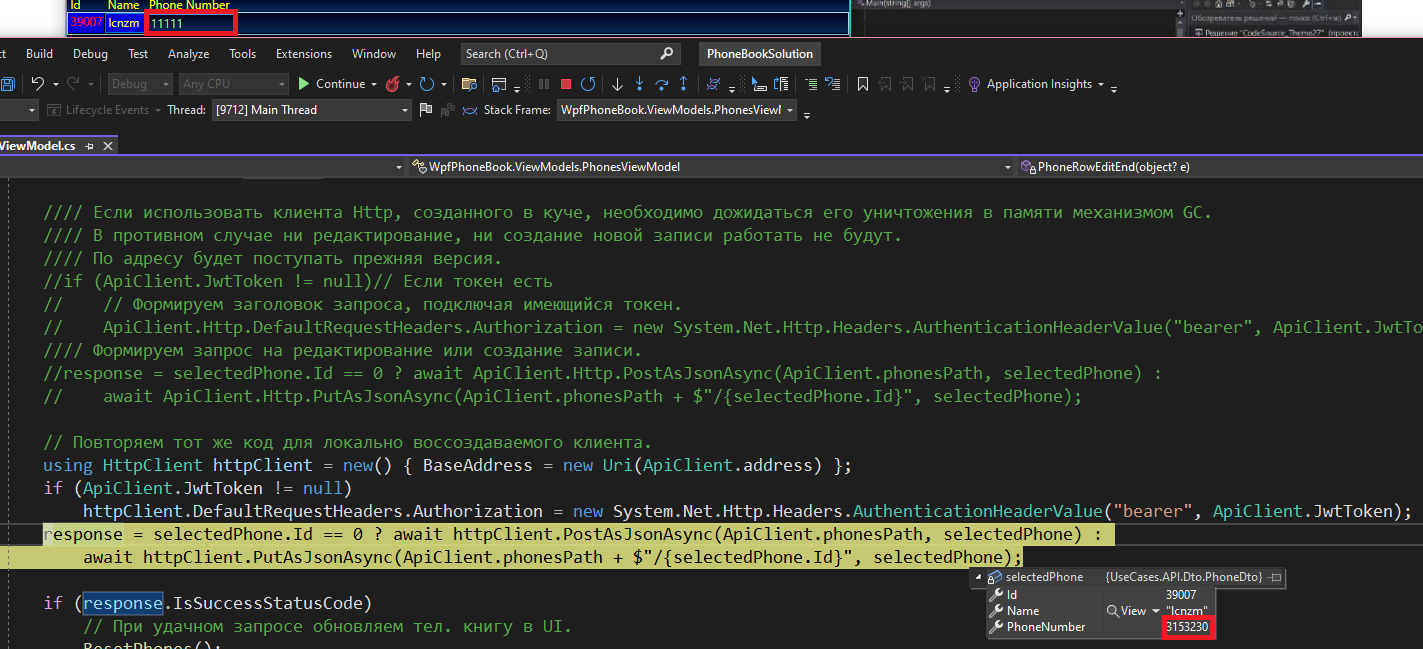 Id Name Phone Number
39007 lcnzm 11111
Main(string[] args)
Обозреватель решений — поиск (Ctrl+ж)
Решение "CodeSource_Theme27" (проекто
ct Build Debug Test Analyze Tools Extensions Window Help Search (Ctrl+Q) PhoneBookSolution
Debug Any CPU Continue Application Insights
Lifecycle Events Thread: [9712] Main Thread Stack Frame: WpfPhoneBook.ViewModels.PhonesViewM
ViewModel.cs
WpfPhoneBook.ViewModels.PhonesViewModel PhoneRowEditEnd(object? e)
//// Если использовать клиента Http, созданного в куче, необходимо дожидаться его уничтожения в памяти механизмом GC.
//// В противном случае ни редактирование, ни создание новой записи работать не будут.
//// По адресу будет поступать прежняя версия.
//if (ApiClient.JwtToken != null)// Если токен есть
//    // Формируем заголовок запроса, подключая имеющийся токен.
//    ApiClient.Http.DefaultRequestHeaders.Authorization = new System.Net.Http.Headers.AuthenticationHeaderValue("bearer", ApiClient.JwtTo
//// Формируем запрос на редактирование или создание записи.
//response = selectedPhone.Id == 0 ? await ApiClient.Http.PostAsJsonAsync(ApiClient.phonesPath, selectedPhone) :
//    await ApiClient.Http.PutAsJsonAsync(ApiClient.phonesPath + $"/{selectedPhone.Id}", selectedPhone);
// Повторяем тот же код для локально воссоздаваемого клиента.
using HttpClient httpClient = new() { BaseAddress = new Uri(ApiClient.address) };
if (ApiClient.JwtToken != null)
httpClient.DefaultRequestHeaders.Authorization = new System.Net.Http.Headers.AuthenticationHeaderValue("bearer", ApiClient.JwtToken);
response = selectedPhone.Id == 0 ? await httpClient.PostAsJsonAsync(ApiClient.phonesPath, selectedPhone) :
await httpClient.PutAsJsonAsync(ApiClient.phonesPath + $"/{selectedPhone.Id}", selectedPhone);
selectedPhone {UseCases.API.Dto.PhoneDto}
Id 39007
Name View "lcnzm"
PhoneNumber 3153230
if (response.IsSuccessStatusCode)
// При удачном запросе обновляем тел. книгу в UI.
ResetPhones();